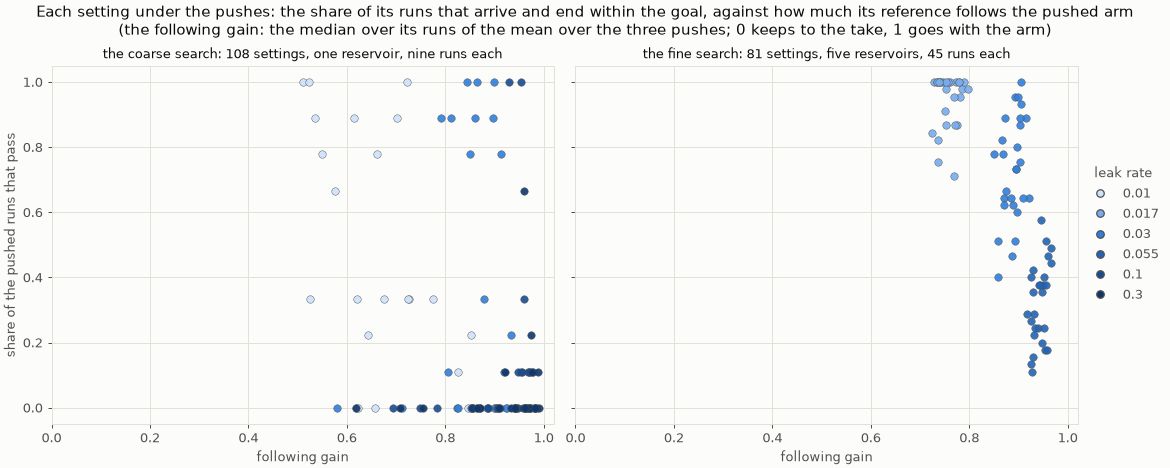 Each setting under the pushes: the share of its runs that arrive and end within the goal, against how much its reference follows the pushed arm
(the following gain: the median over its runs of the mean over the three pushes; 0 keeps to the take, 1 goes with the arm)
the coarse search: 108 settings, one reservoir, nine runs each
the fine search: 81 settings, five reservoirs, 45 runs each
share of the pushed runs that pass
1.0
0.8
0.6
0.4
0.2
0.0
0.0 0.2 0.4 0.6 0.8 1.0
0.0 0.2 0.4 0.6 0.8 1.0
following gain
following gain
leak rate
0.01
0.017
0.03
0.055
0.1
0.3